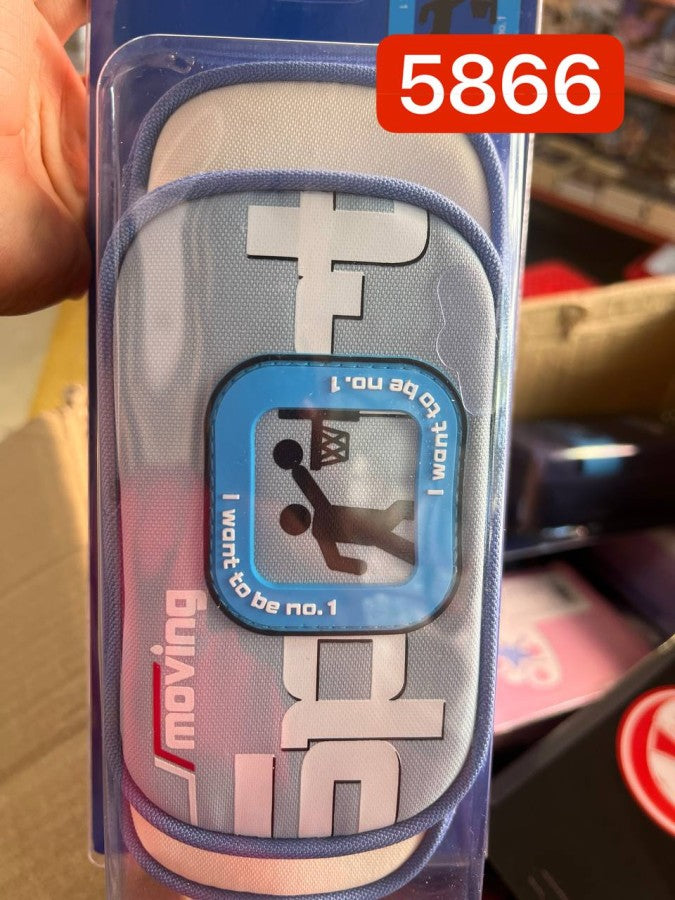 5866
I want to be no.1
I want to be no.1
moving